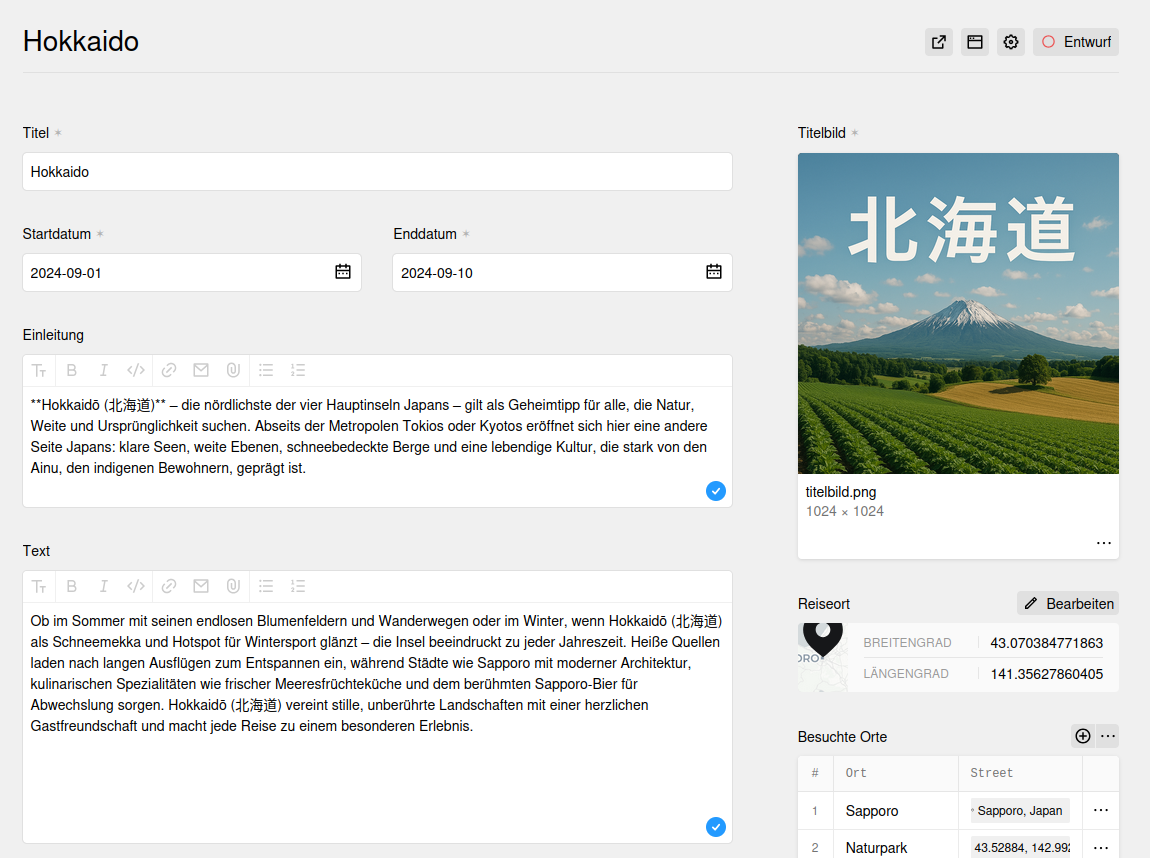 Hokkaido
Entwurf
Titel *
Hokkaido
Startdatum *
Enddatum *
2024-09-01
2024-09-10
Einleitung
**Hokkaidō (北海道)** – die nördlichste der vier Hauptinseln Japans – gilt als Geheimtipp für alle, die Natur,
Weite und Ursprünglichkeit suchen. Abseits der Metropolen Tokios oder Kyotos eröffnet sich hier eine andere
Seite Japans: klare Seen, weite Ebenen, schneebedeckte Berge und eine lebendige Kultur, die stark von den
Ainu, den indigenen Bewohnern, geprägt ist.
Text
Ob im Sommer mit seinen endlosen Blumenfeldern und Wanderwegen oder im Winter, wenn Hokkaidō (北海道)
als Schneemekka und Hotspot für Wintersport glänzt – die Insel beeindruckt zu jeder Jahreszeit. Heiße Quellen
laden nach langen Ausflügen zum Entspannen ein, während Städte wie Sapporo mit moderner Architektur,
kulinarischen Spezialitäten wie frischer Meeresfrüchteküche und dem berühmten Sapporo-Bier für
Abwechslung sorgen. Hokkaidō (北海道) vereint stille, unberührte Landschaften mit einer herzlichen
Gastfreundschaft und macht jede Reise zu einem besonderen Erlebnis.
Titelbild *
北海道
titelbild.png
1024 × 1024
Reiseort
Bearbeiten
BREITENGRAD 43.070384771863
LÄNGENGRAD 141.35627860405
Besuchte Orte
# Ort Street
1 Sapporo Sapporo, Japan
2 Naturpark 43.52884, 142.992